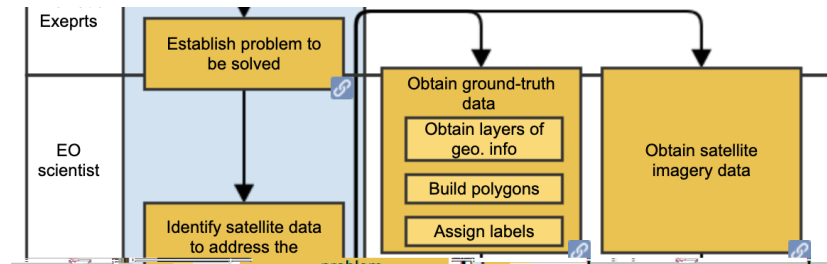 Exeprts
Establish problem to
be solved
Obtain ground-truth
data
Obtain layers of
geo. info
Build polygons
Assign labels
Obtain satellite
imagery data
EO
scientist
Identify satellite data
to address the